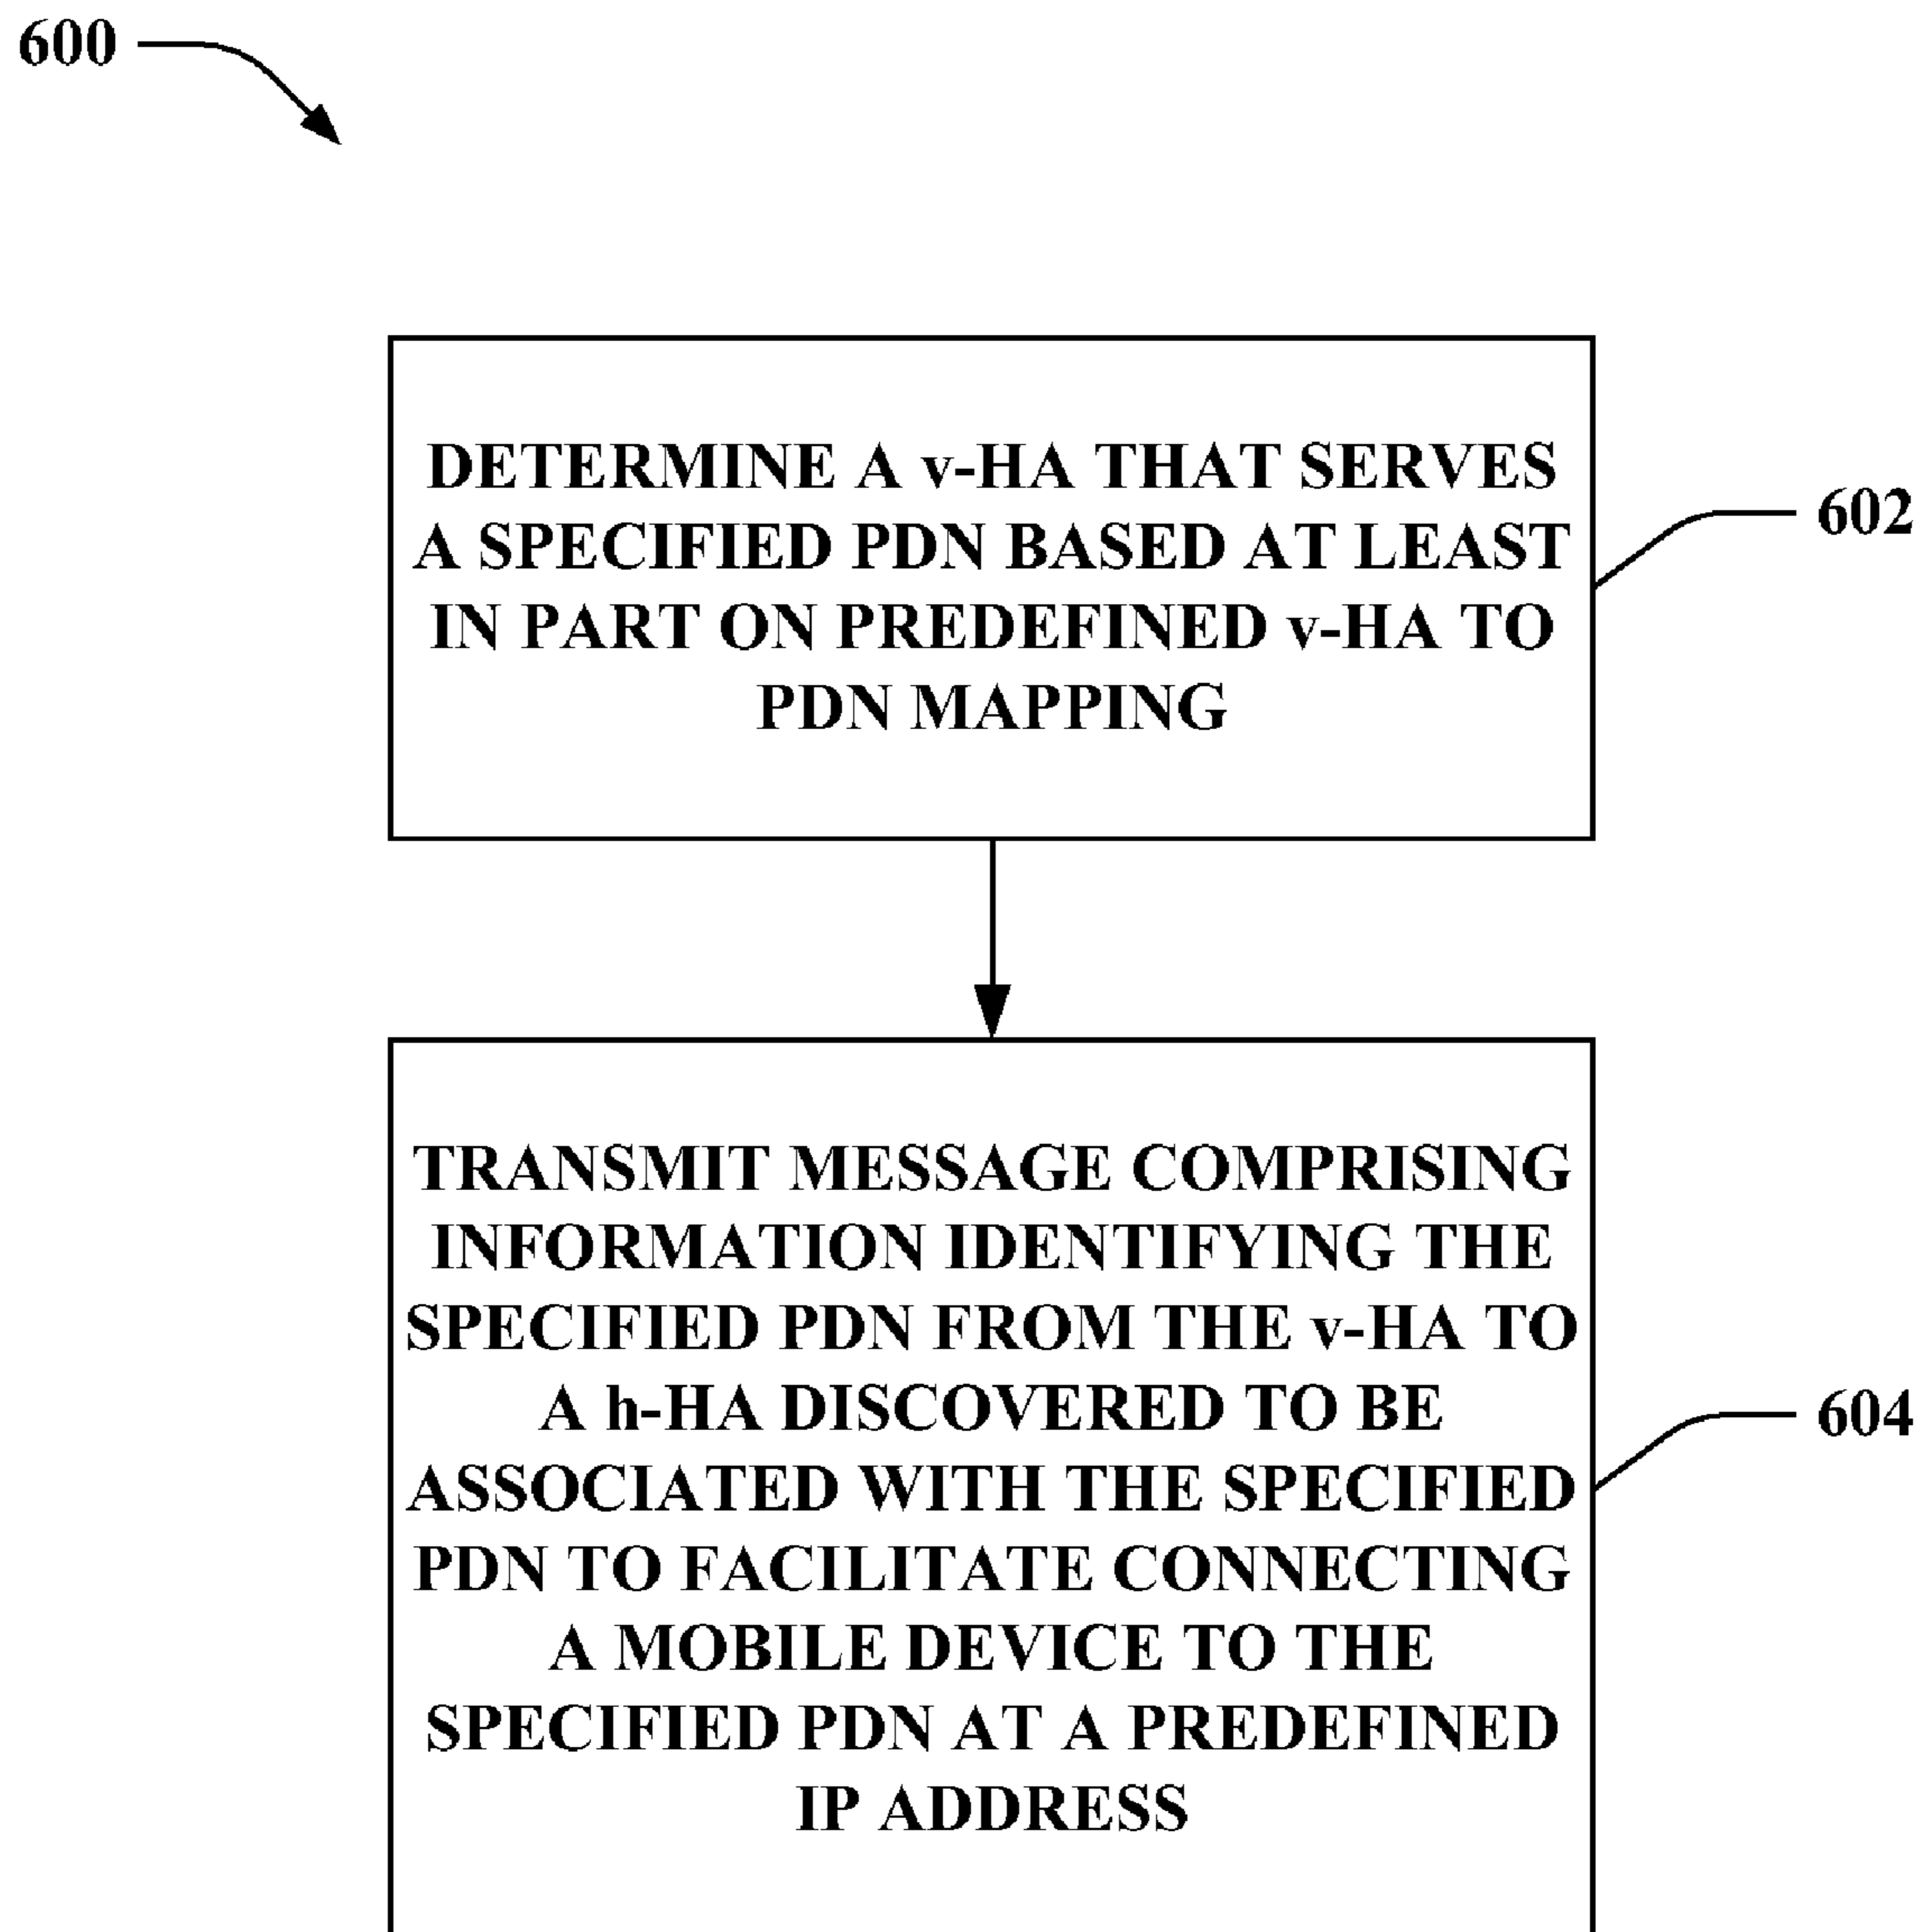 600
DETERMINE A v-HA THAT SERVES
A SPECIFIED PDN BASED AT LEAST
IN PART ON PREDEFINED v-HA TO
PDN MAPPING
602
TRANSMIT MESSAGE COMPRISING
INFORMATION IDENTIFYING THE
SPECIFIED PDN FROM THE v-HA TO
A h-HA DISCOVERED TO BE
ASSOCIATED WITH THE SPECIFIED
PDN TO FACILITATE CONNECTING
A MOBILE DEVICE TO THE
SPECIFIED PDN AT A PREDEFINED
IP ADDRESS
604